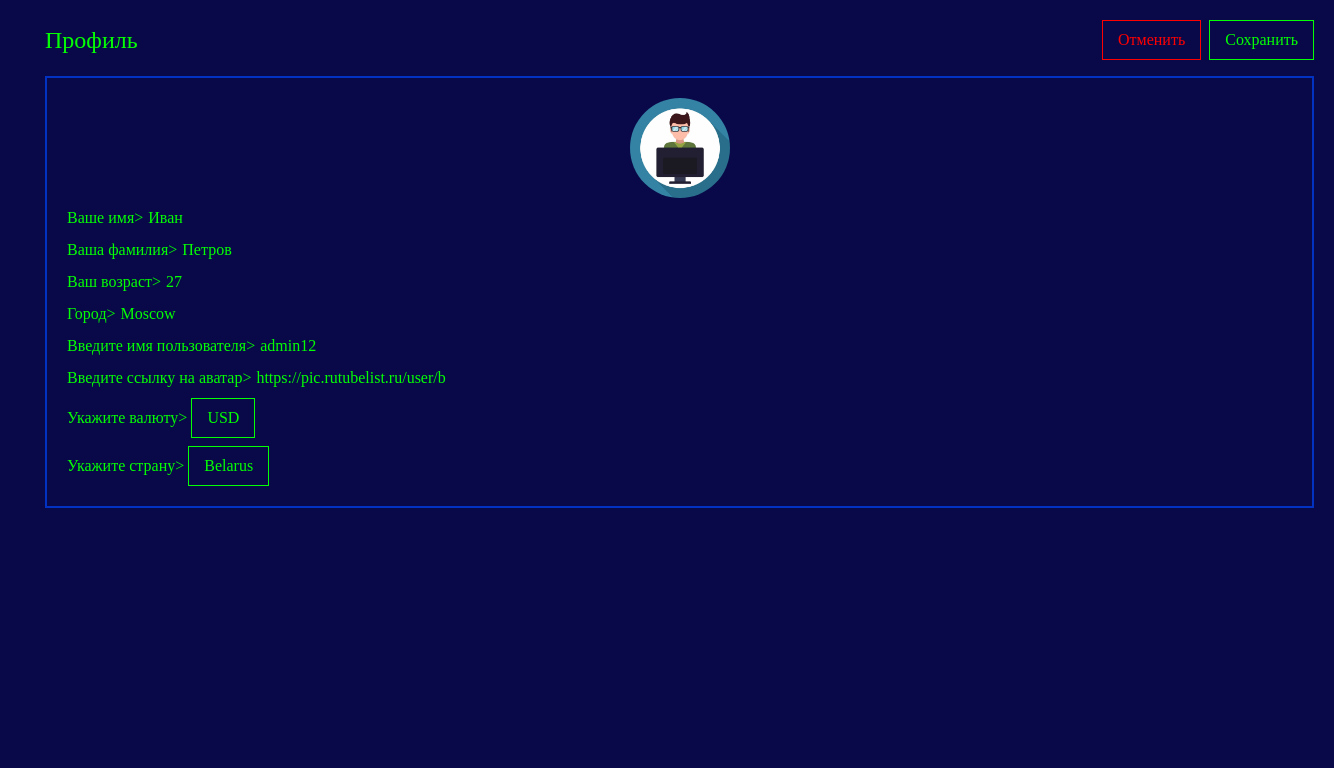 Профиль
Отменить
Сохранить
Ваше имя> Иван
Ваша фамилия> Петров
Ваш возраст> 27
Город> Moscow
Введите имя пользователя> admin12
Введите ссылку на аватар> https://pic.rutubelist.ru/user/b
Укажите валюту> USD
Укажите страну> Belarus